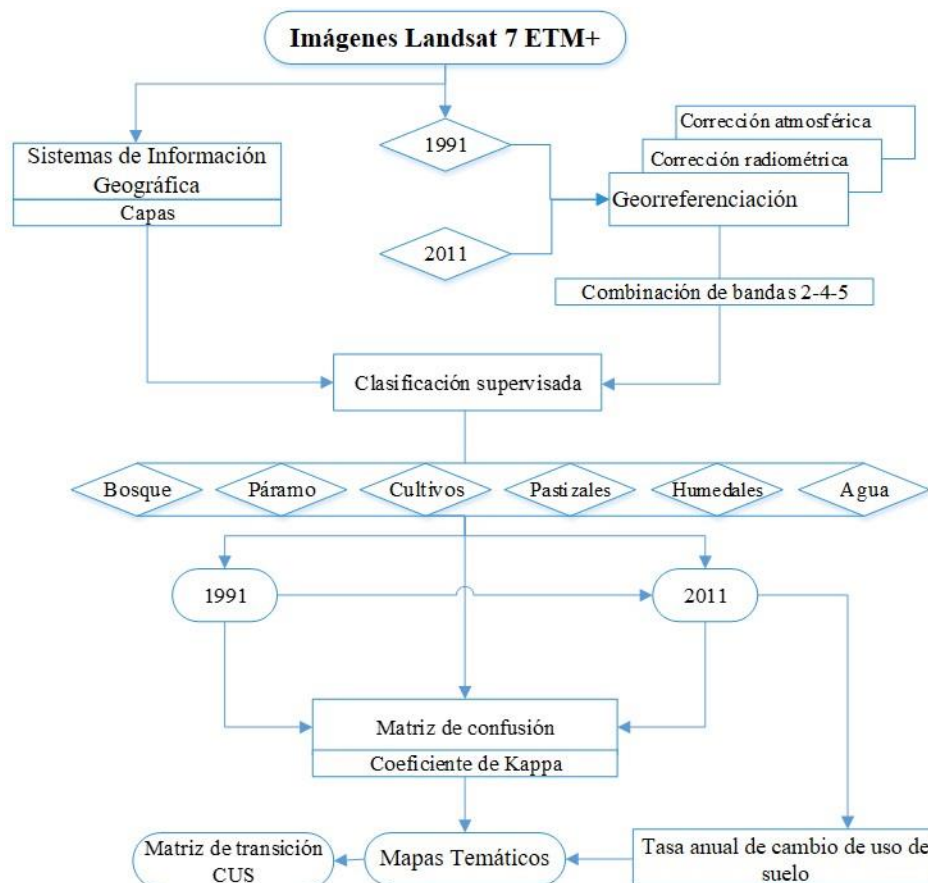 Imágenes Landsat 7 ETM+
1991
2011
Corrección atmosférica
Corrección radiométrica
Georreferenciación
Sistemas de Información
Geográfica
Capas
Combinación de bandas 2-4-5
Clasificación supervisada
Bosque
Páramo
Cultivos
Pastizales
Humedales
Agua
1991
2011
Matriz de confusión
Coeficiente de Kappa
Matriz de transición
CUS
Mapas Temáticos
Tasa anual de cambio de uso de
suelo